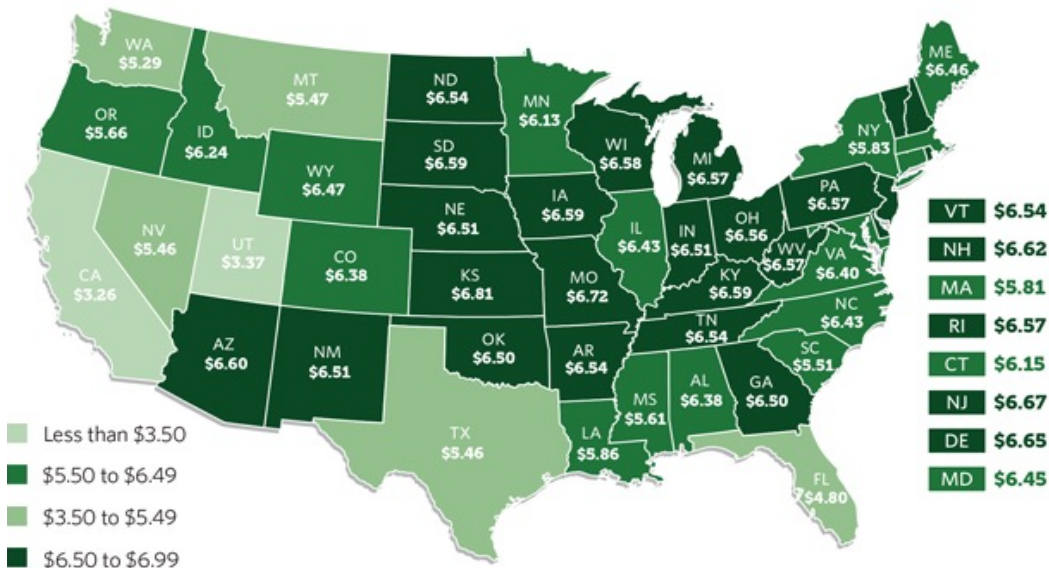 WA
$5.29
MT
$5.47
ND
$6.54
MN
$6.13
ME
$6.46
OR
$5.66
ID
$6.24
SD
$6.59
WI
$6.58
MI
$6.57
NY
$5.83
WY
$6.47
NE
$6.51
IA
$6.59
PA
$6.57
NV
$5.46
UT
$3.37
CO
$6.38
IL
$6.43
IN
$6.51
OH
$6.56
WV
$6.57
VA
$6.40
CA
$3.26
KS
$6.81
MO
$6.72
KY
$6.59
NC
$6.43
AZ
$6.60
NM
$6.51
OK
$6.50
AR
$6.54
TN
$6.54
SC
$5.51
MS
$5.61
AL
$6.38
GA
$6.50
TX
$5.46
LA
$5.86
FL
$4.80
VT $6.54
NH $6.62
MA $5.81
RI $6.57
CT $6.15
NJ $6.67
DE $6.65
MD $6.45
Less than $3.50
$5.50 to $6.49
$3.50 to $5.49
$6.50 to $6.99